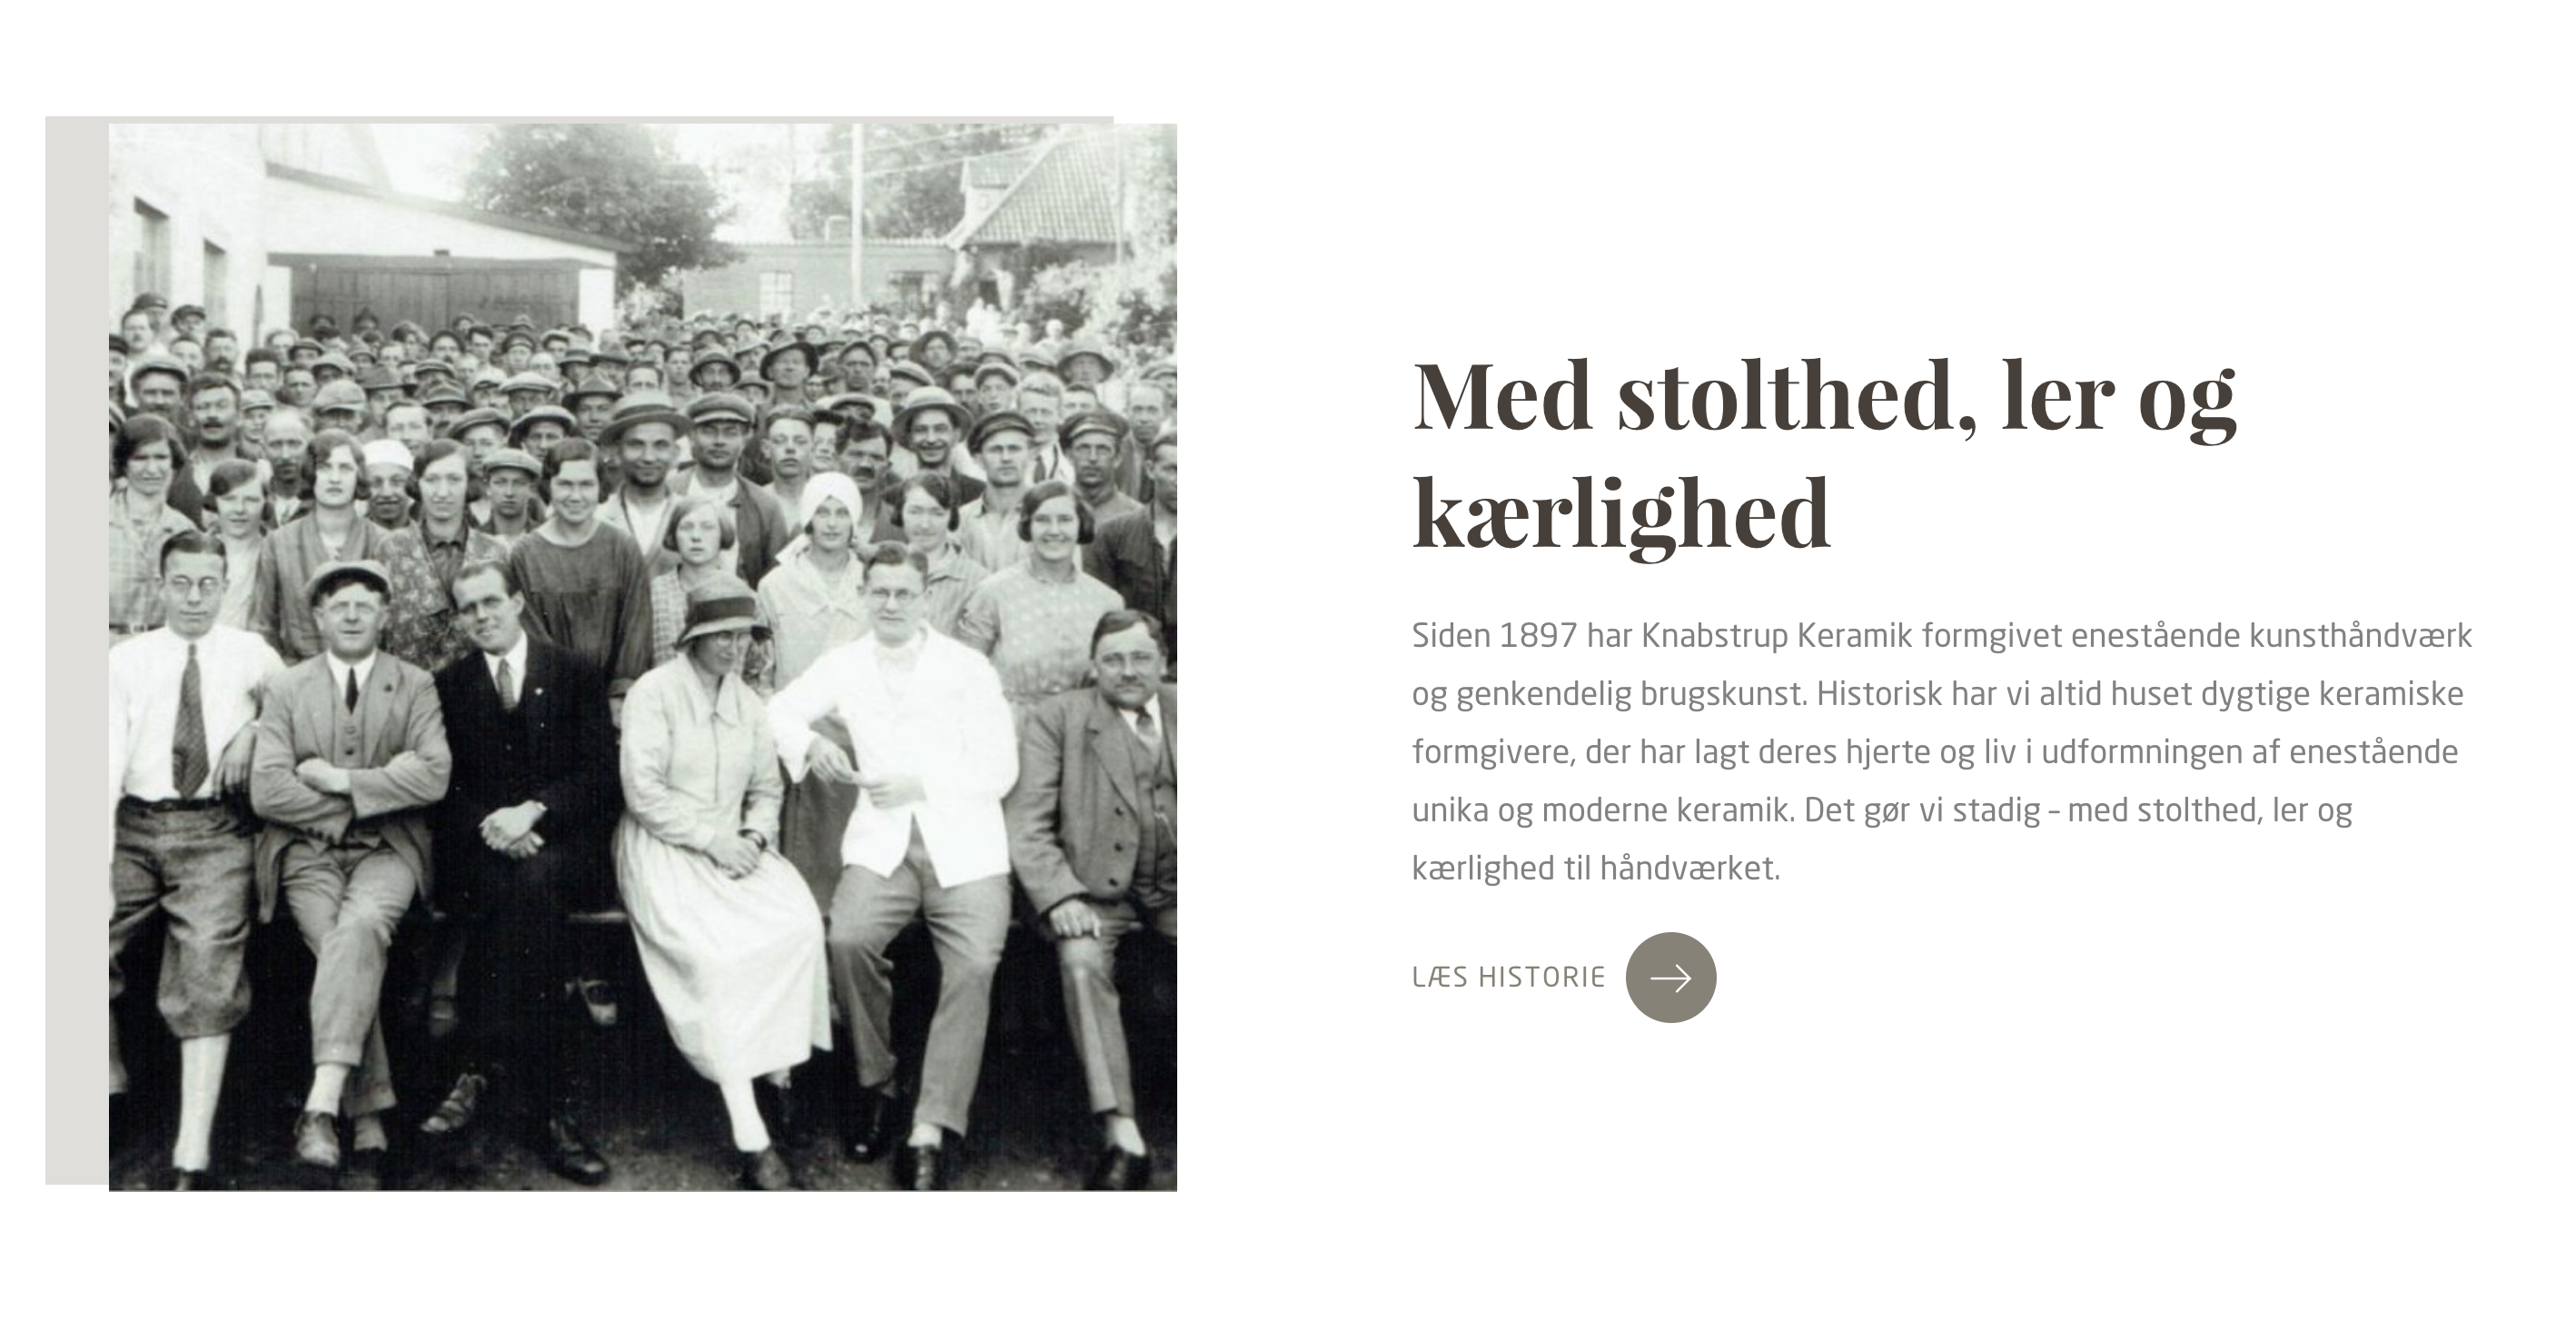 Med stolthed, ler og
kærlighed
Siden 1897 har Knabstrup Keramik formgivet enestående kunsthåndværk
og genkendelig brugskunst. Historisk har vi altid huset dygtige keramiske
formgivere, der har lagt deres hjerte og liv i udformningen af enestående
unika og moderne keramik. Det gør vi stadig – med stolthed, ler og
kærlighed til håndværket.
LÆS HISTORIE